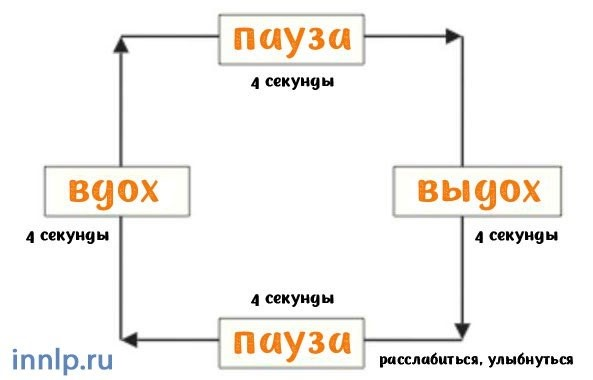 пауза
4 секунды
вдох
выдох
4 секунды
4 секунды
4 секунды
пауза
расслабиться, улыбнуться
innlp.ru